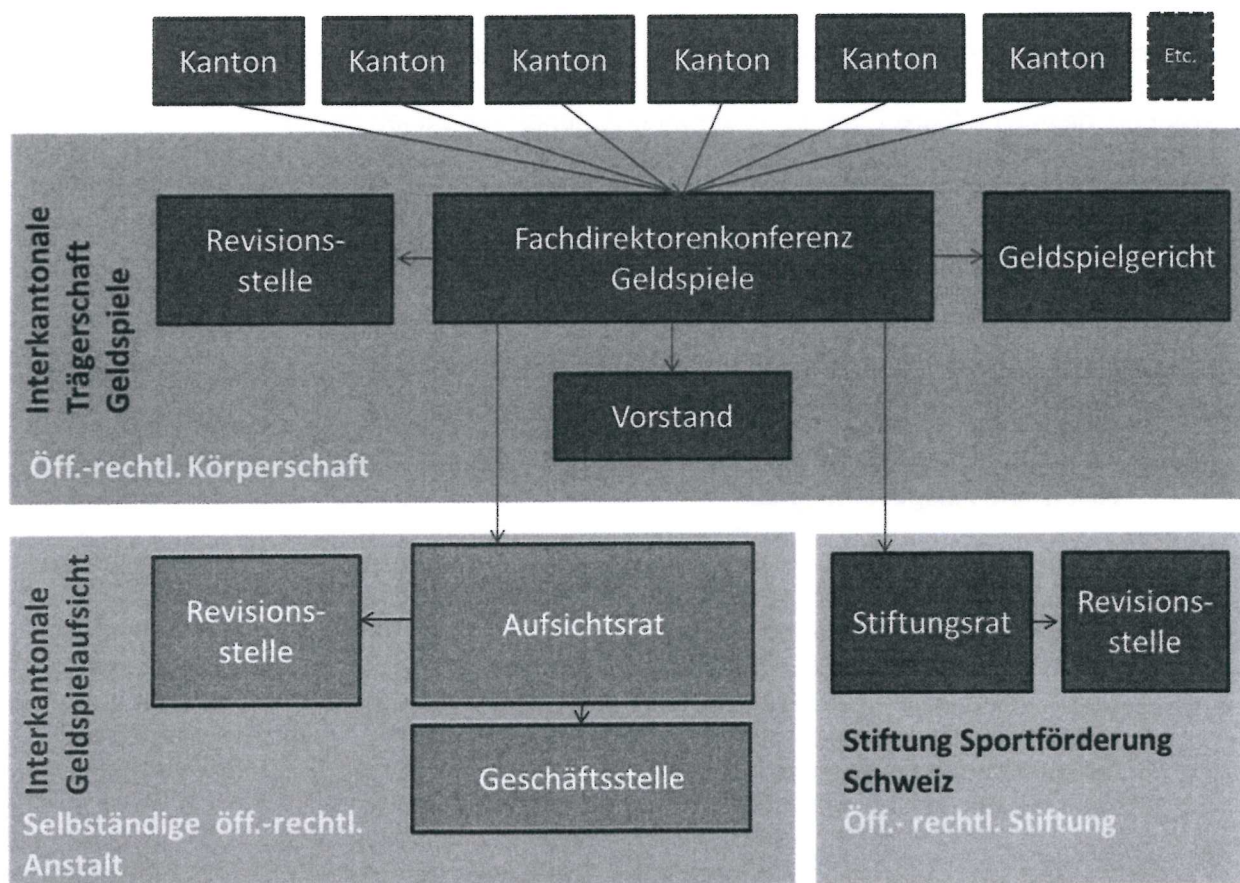 Kanton
Kanton
Kanton
Kanton
Kanton
Kanton
Etc.
Interkantonale
Trägerschaft
Geldspiele
Revisions-
stelle
Fachdirektorenkonferenz
Geldspiele
Geldspielgericht
Vorstand
Öff.-rechtl. Körperschaft
Interkantonale
Geldspielaufsicht
Revisions-
stelle
Aufsichtsrat
Geschäftsstelle
Selbständige öff.-rechtl.
Anstalt
Stiftungsrat
Revisions-
stelle
Stiftung Sportförderung
Schweiz
Öff.- rechtl. Stiftung